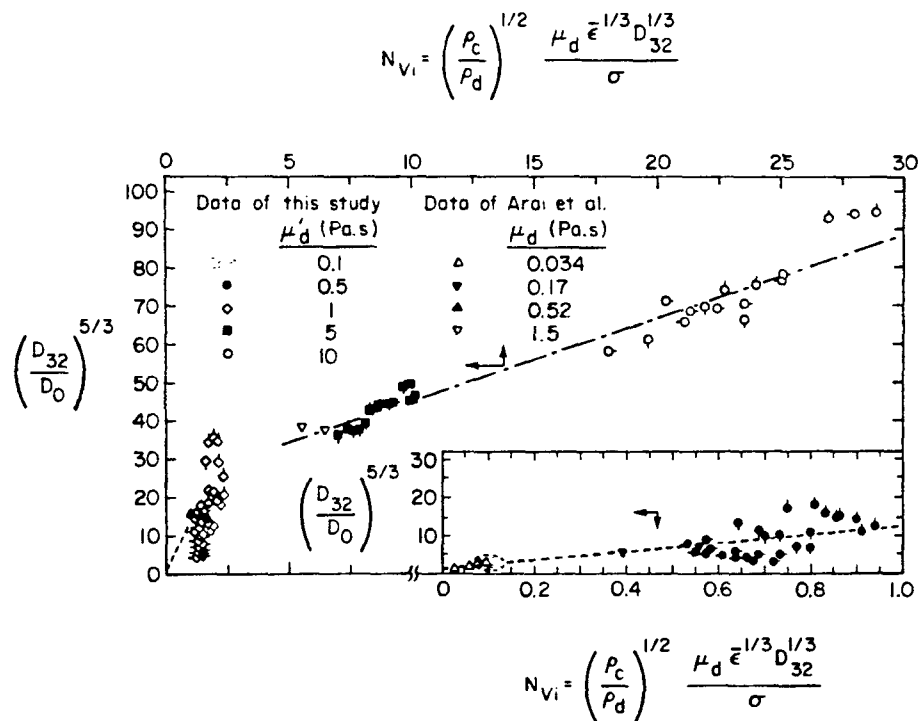 N_Vi = (ρ_c / ρ_d)^1/2 μ_d ε̄^1/3 D_32^1/3 / σ
0 5 10 15 20 25 30
100
90
80
70
60
50
40
30
20
10
0
(D_32 / D_0)^5/3
Data of this study
μ'_d (Pa.s)
0.1
0.5
1
5
10
Data of Arai et al.
μ_d (Pa.s)
0.034
0.17
0.52
1.5
(D_32 / D_0)^5/3
30
20
10
0
0 0.2 0.4 0.6 0.8 1.0
N_Vi = (ρ_c / ρ_d)^1/2 μ_d ε̄^1/3 D_32^1/3 / σ